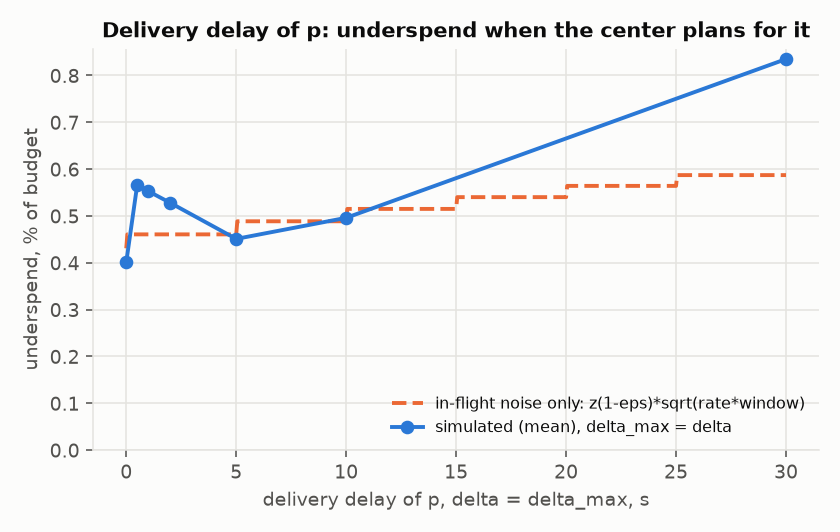 Delivery delay of p: underspend when the center plans for it
underspend, % of budget
0.8
0.7
0.6
0.5
0.4
0.3
0.2
0.1
0.0
in-flight noise only: z(1-eps)*sqrt(rate*window)
simulated (mean), delta_max = delta
0 5 10 15 20 25 30
delivery delay of p, delta = delta_max, s